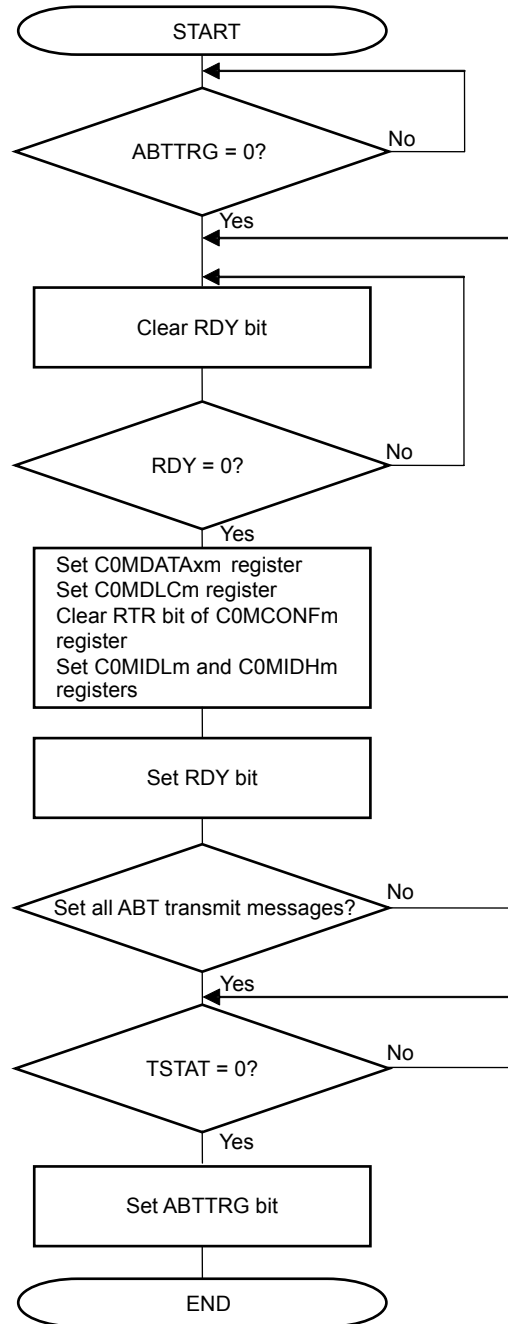 START
ABTTRG = 0?
No
Yes
Clear RDY bit
RDY = 0?
No
Yes
Set C0MDATAxm register
Set C0MDLCm register
Clear RTR bit of C0MCONFm
register
Set C0MIDLm and C0MIDHm
registers
Set RDY bit
Set all ABT transmit messages?
No
Yes
TSTAT = 0?
No
Yes
Set ABTTRG bit
END